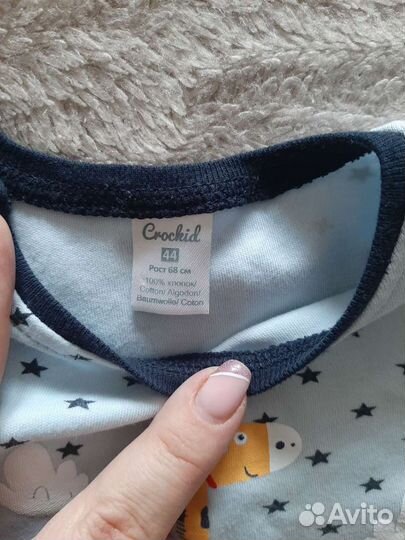 Crockid
44
Рост 68 см
100% хлопок/
Cotton/ Algodon/
Baumwolle/ Coton
Avito